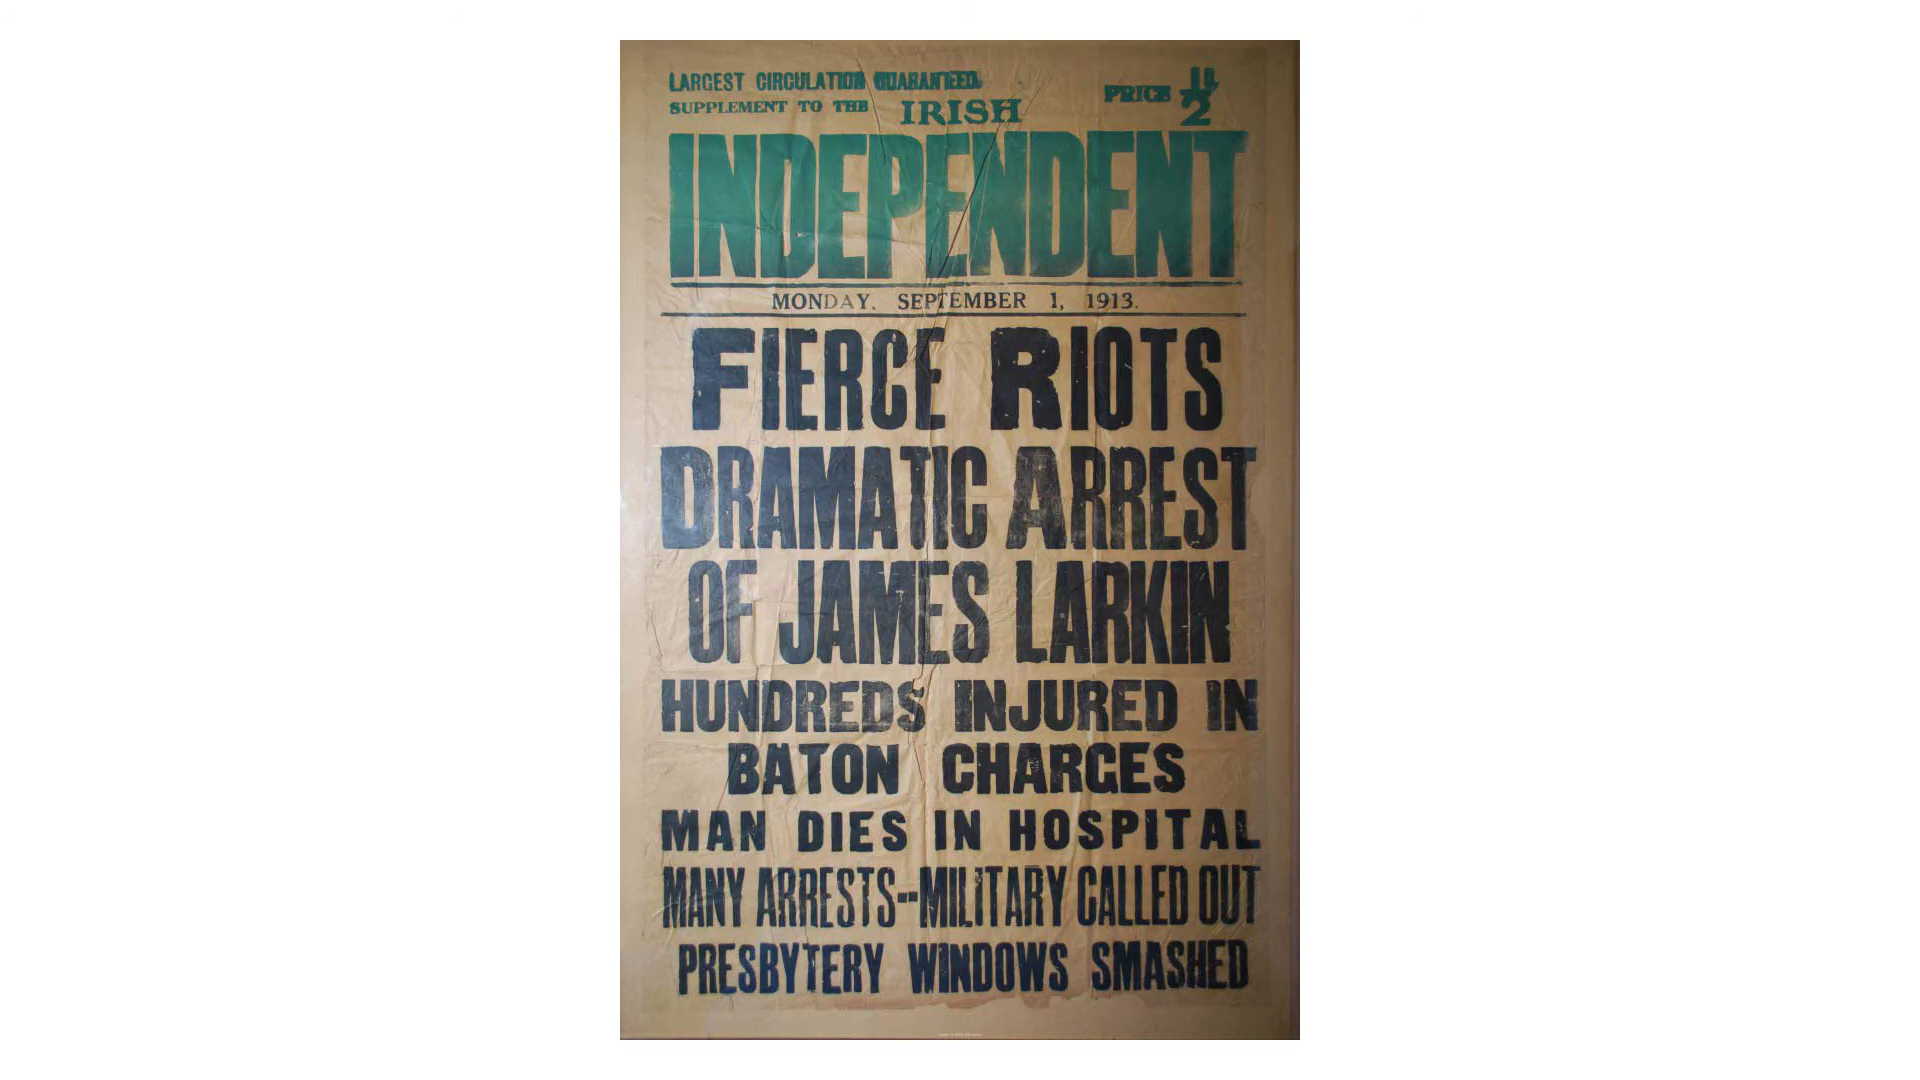 LARGEST CIRCULATION GUARANTEED.
SUPPLEMENT TO THE IRISH
PRICE 1/2D.
INDEPENDENT
MONDAY, SEPTEMBER 1, 1913.
FIERCE RIOTS
DRAMATIC ARREST
OF JAMES LARKIN
HUNDREDS INJURED IN
BATON CHARGES
MAN DIES IN HOSPITAL
MANY ARRESTS--MILITARY CALLED OUT
PRESBYTERY WINDOWS SMASHED